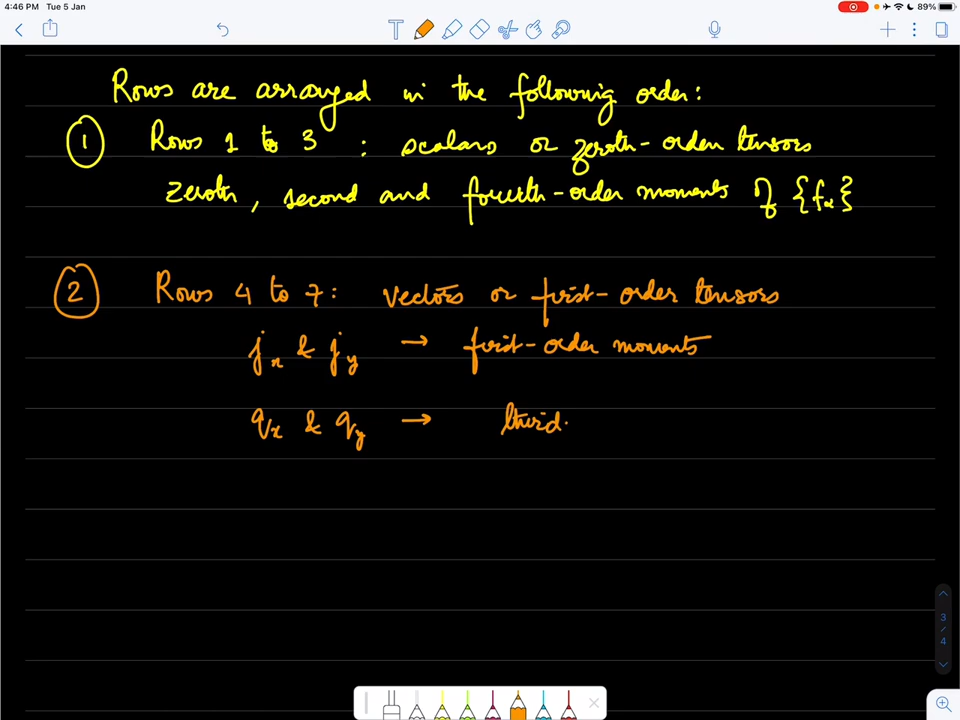 4:46 PM Tue 5 Jan
89%
Rows are arranged in the following order:
1 Rows 1 to 3 : scalars or zeroth-order tensors
zeroth, second and fourth-order moments of {fα}
2 Rows 4 to 7: vectors or first-order tensors
jx & jy → first-order moments
qx & qy → third-
3/4